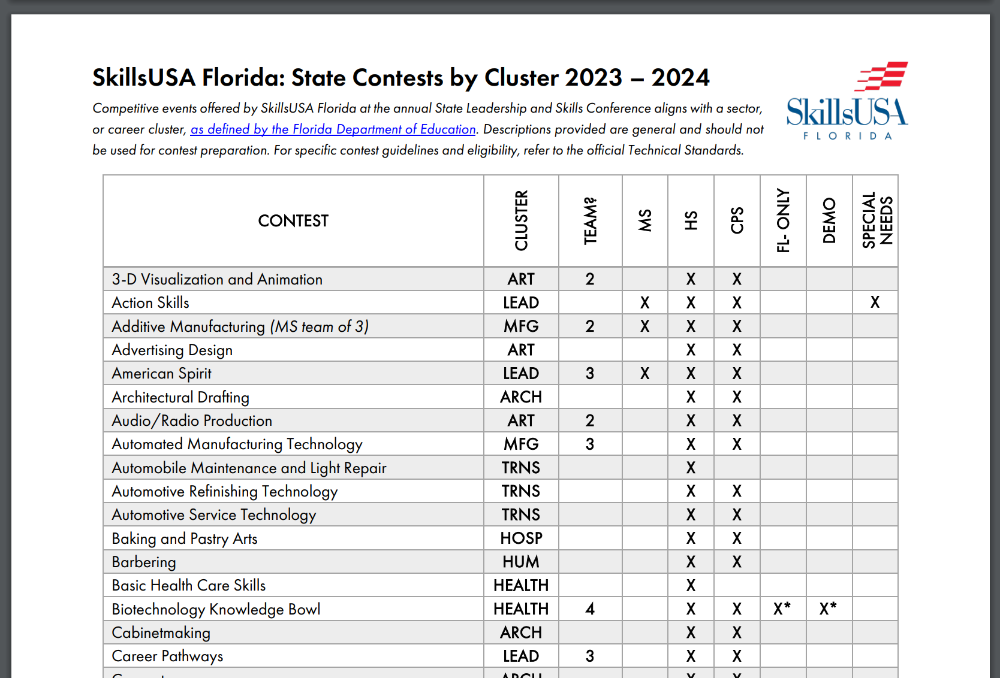 SkillsUSA Florida: State Contests by Cluster 2023 – 2024
Competitive events offered by SkillsUSA Florida at the annual State Leadership and Skills Conference aligns with a sector,
or career cluster, as defined by the Florida Department of Education. Descriptions provided are general and should not
be used for contest preparation. For specific contest guidelines and eligibility, refer to the official Technical Standards.
SkillsUSA
FLORIDA
CONTEST CLUSTER TEAM? MS HS CPS FL- ONLY DEMO SPECIAL NEEDS
3-D Visualization and Animation ART 2 X X
Action Skills LEAD X X X X
Additive Manufacturing (MS team of 3) MFG 2 X X X
Advertising Design ART X X
American Spirit LEAD 3 X X X
Architectural Drafting ARCH X X
Audio/Radio Production ART 2 X X
Automated Manufacturing Technology MFG 3 X X
Automobile Maintenance and Light Repair TRNS X
Automotive Refinishing Technology TRNS X X
Automotive Service Technology TRNS X X
Baking and Pastry Arts HOSP X X
Barbering HUM X X
Basic Health Care Skills HEALTH X
Biotechnology Knowledge Bowl HEALTH 4 X X X* X*
Cabinetmaking ARCH X X
Career Pathways LEAD 3 X X
ARCH X X